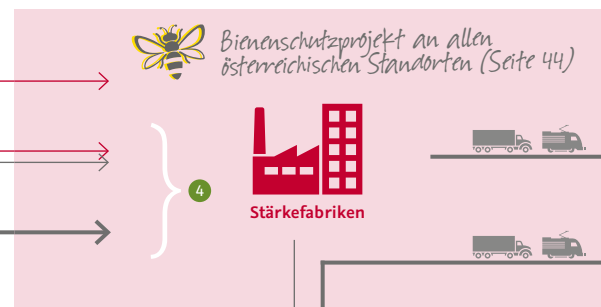 Bienenschutzprojekt an allen
österreichischen Standorten (Seite 44)
4
Stärkefabriken